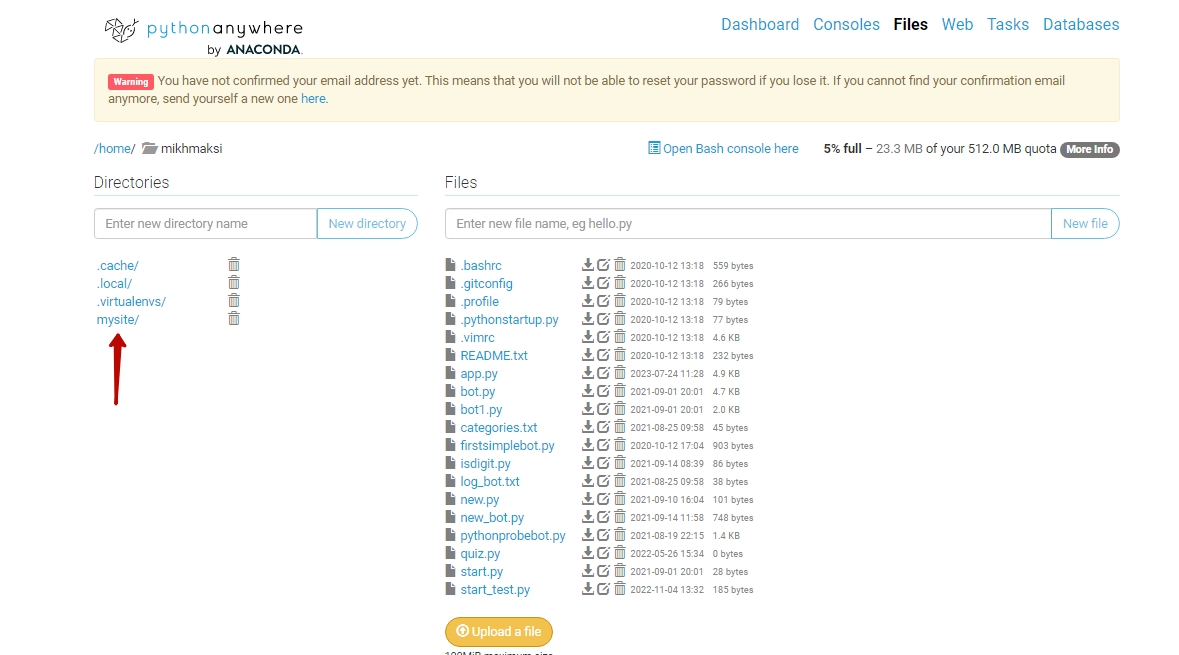 pythonanywhere
by ANACONDA.
Dashboard Consoles Files Web Tasks Databases
Warning You have not confirmed your email address yet. This means that you will not be able to reset your password if you lose it. If you cannot find your confirmation email
anymore, send yourself a new one here.
/home/ mikhmaksi
Open Bash console here 5% full – 23.3 MB of your 512.0 MB quota More Info
Directories
Enter new directory name New directory
.cache/
.local/
.virtualenvs/
mysite/
Files
Enter new file name, eg hello.py New file
.bashrc 2020-10-12 13:18 559 bytes
.gitconfig 2020-10-12 13:18 266 bytes
.profile 2020-10-12 13:18 79 bytes
.pythonstartup.py 2020-10-12 13:18 77 bytes
.vimrc 2020-10-12 13:18 4.6 KB
README.txt 2020-10-12 13:18 232 bytes
app.py 2023-07-24 11:28 4.9 KB
bot.py 2021-09-01 20:01 4.7 KB
bot1.py 2021-09-01 20:01 2.0 KB
categories.txt 2021-08-25 09:58 45 bytes
firstsimplebot.py 2020-10-12 17:04 903 bytes
isdigit.py 2021-09-14 08:39 86 bytes
log_bot.txt 2021-08-25 09:58 38 bytes
new.py 2021-09-10 16:04 101 bytes
new_bot.py 2021-09-14 11:58 748 bytes
pythonprobebot.py 2021-08-19 22:15 1.4 KB
quiz.py 2022-05-26 15:34 0 bytes
start.py 2021-09-01 20:01 28 bytes
start_test.py 2022-11-04 13:32 185 bytes
Upload a file
100MiB maximum size